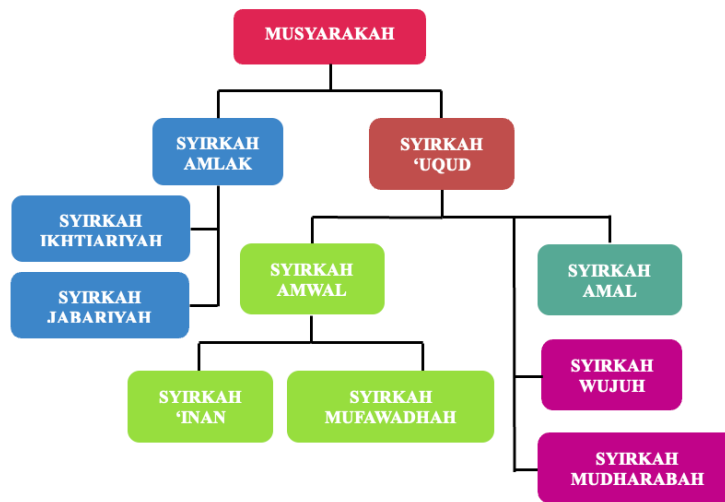 MUSYARAKAH
SYIRKAH
AMLAK
SYIRKAH
‘UQUD
SYIRKAH
IKHTIARIYAH
SYIRKAH
JABARIYAH
SYIRKAH
AMWAL
SYIRKAH
AMAL
SYIRKAH
‘INAN
SYIRKAH
MUFAWADHAH
SYIRKAH
WUJUH
SYIRKAH
MUDHARABAH